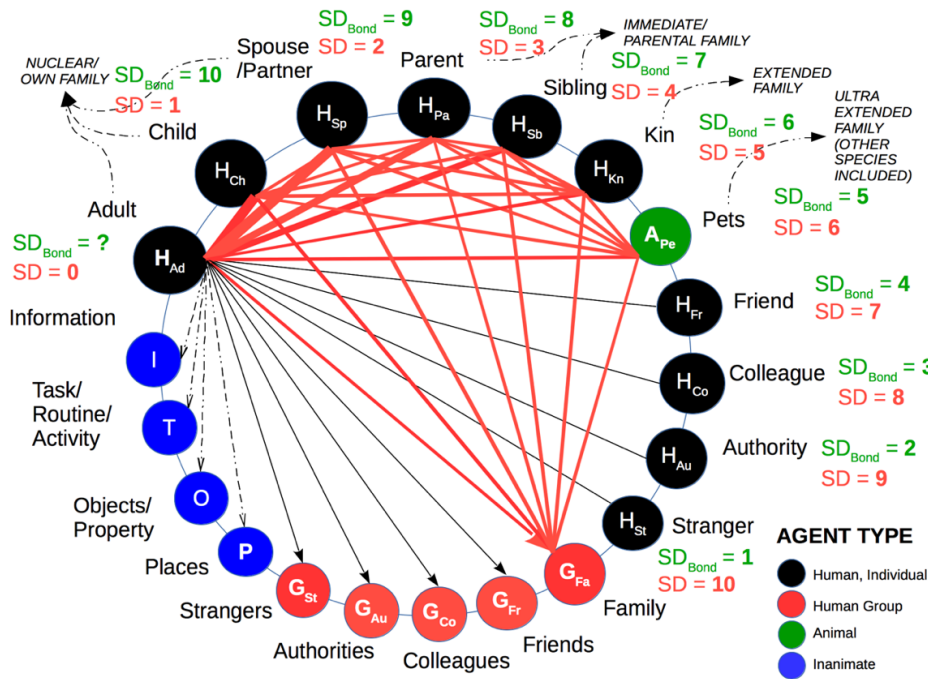 NUCLEAR/
OWN FAMILY
SD_Bond = 10
SD = 1
Child
Adult
SD_Bond = ?
SD = 0
Spouse
/Partner
SD_Bond = 9
SD = 2
Parent
SD_Bond = 8
SD = 3
IMMEDIATE/
PARENTAL FAMILY
Sibling
SD_Bond = 7
SD = 4
Kin
EXTENDED
FAMILY
SD_Bond = 6
SD = 5
ULTRA
EXTENDED
FAMILY
(OTHER
SPECIES
INCLUDED)
Pets
SD_Bond = 5
SD = 6
Friend
SD_Bond = 4
SD = 7
Colleague
SD_Bond = 3
SD = 8
Authority
SD_Bond = 2
SD = 9
Stranger
SD_Bond = 1
SD = 10
H_Ad
H_Ch
H_Sp
H_Pa
H_Sb
H_Kn
A_Pe
H_Fr
H_Co
H_Au
H_St
G_Fa
G_Fr
G_Co
G_Au
G_St
P
O
T
I
Information
Task/
Routine/
Activity
Objects/
Property
Places
Strangers
Authorities
Colleagues
Friends
Family
AGENT TYPE
Human, Individual
Human Group
Animal
Inanimate